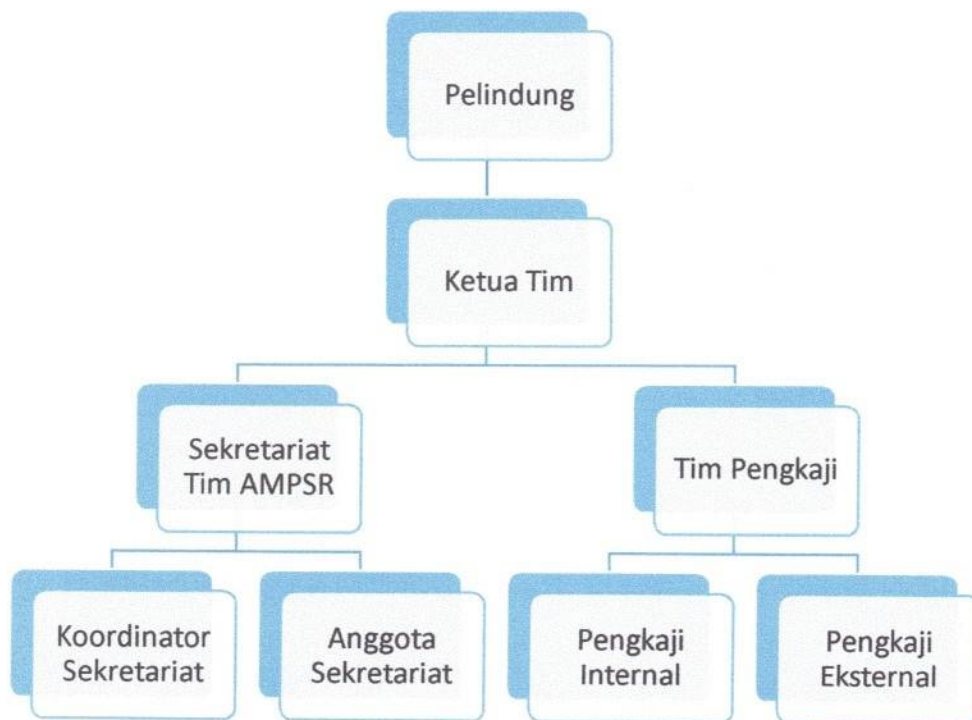 Pelindung
Ketua Tim
Sekretariat
Tim AMPSR
Tim Pengkaji
Koordinator
Sekretariat
Anggota
Sekretariat
Pengkaji
Internal
Pengkaji
Eksternal